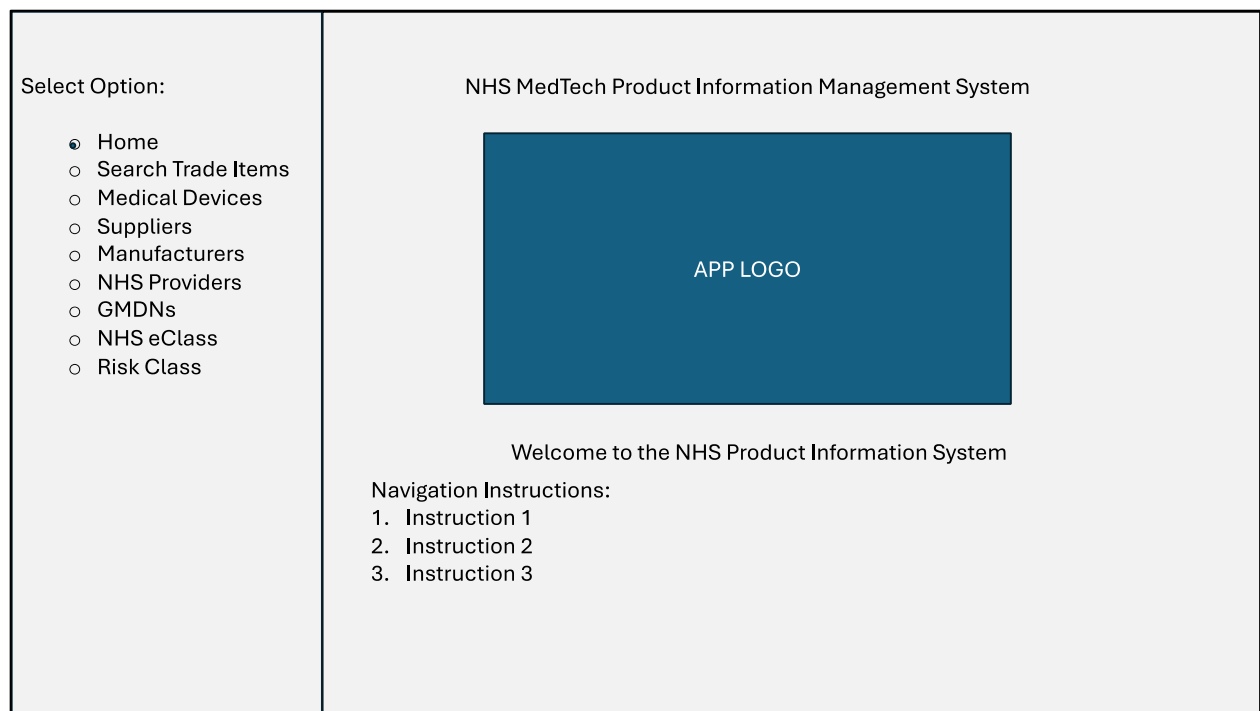 Select Option:
Home
Search Trade Items
Medical Devices
Suppliers
Manufacturers
NHS Providers
GMDNs
NHS eClass
Risk Class
NHS MedTech Product Information Management System
APP LOGO
Welcome to the NHS Product Information System
Navigation Instructions:
1. Instruction 1
2. Instruction 2
3. Instruction 3